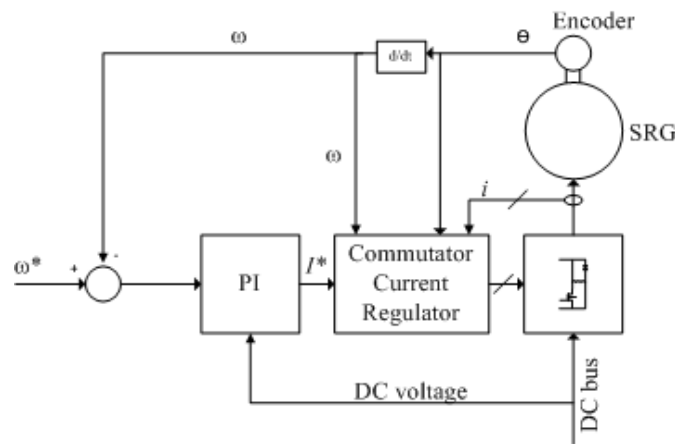 Encoder
ω
d/dt
Θ
SRG
ω
i
ω*
+
-
PI
I*
Commutator
Current
Regulator
DC voltage
DC bus